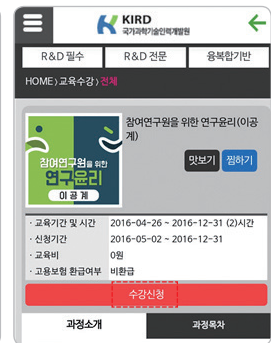 KIRD
국가과학기술인력개발원
R&D 필수 R&D 전문 융복합기반
HOME > 교육수강 > 전체
참여연구원을 위한
연구윤리
이공계
참여연구원을 위한 연구윤리(이공
계)
맛보기 찜하기
· 교육기간 및 시간 2016-04-26 ~ 2016-12-31 (2)시간
· 신청기간 2016-05-02 ~ 2016-12-31
· 교육비 0원
· 고용보험 환급여부 비환급
수강신청
과정소개 과정목차